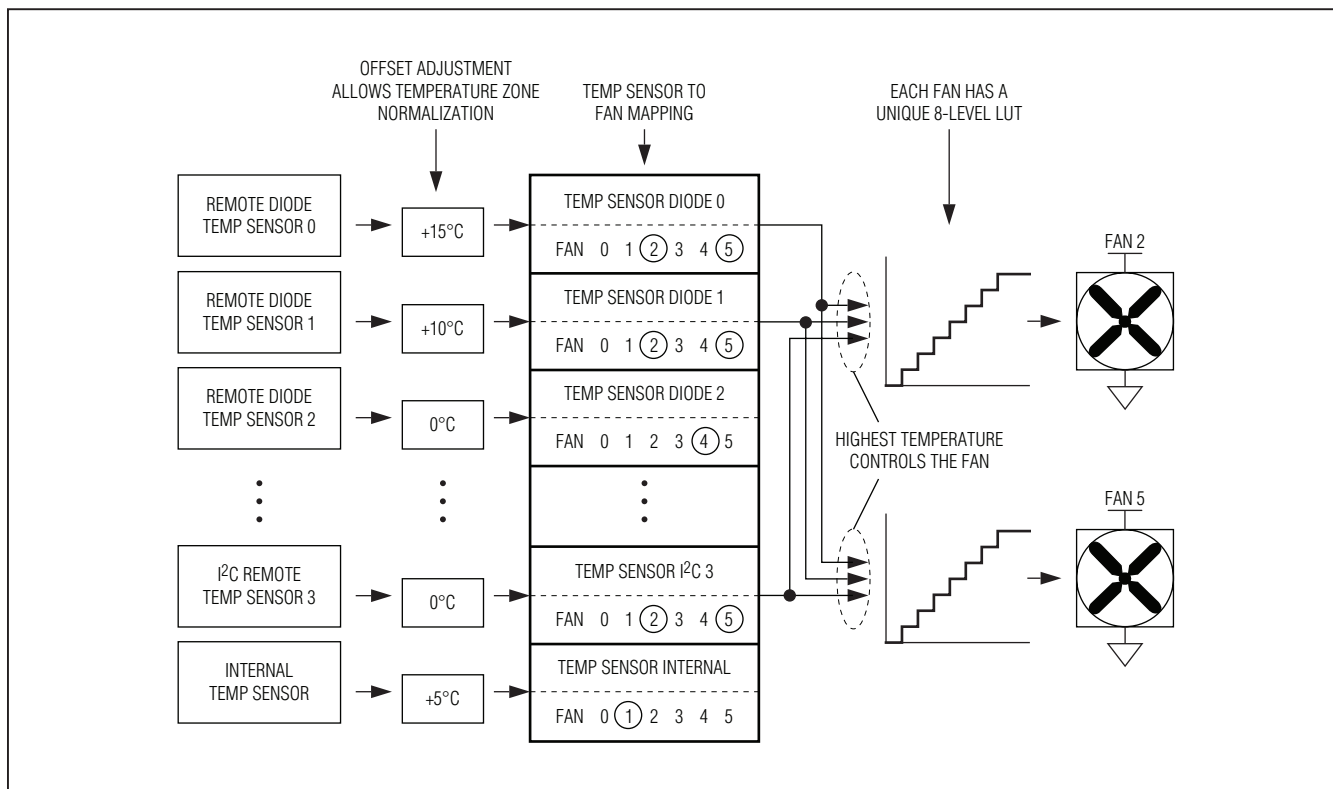 OFFSET ADJUSTMENT
ALLOWS TEMPERATURE ZONE
NORMALIZATION
TEMP SENSOR TO
FAN MAPPING
EACH FAN HAS A
UNIQUE 8-LEVEL LUT
REMOTE DIODE
TEMP SENSOR 0
+15°C
TEMP SENSOR DIODE 0
FAN 0 1 2 3 4 5
REMOTE DIODE
TEMP SENSOR 1
+10°C
TEMP SENSOR DIODE 1
FAN 0 1 2 3 4 5
REMOTE DIODE
TEMP SENSOR 2
0°C
TEMP SENSOR DIODE 2
FAN 0 1 2 3 4 5
I²C REMOTE
TEMP SENSOR 3
0°C
TEMP SENSOR I²C 3
FAN 0 1 2 3 4 5
INTERNAL
TEMP SENSOR
+5°C
TEMP SENSOR INTERNAL
FAN 0 1 2 3 4 5
FAN 2
HIGHEST TEMPERATURE
CONTROLS THE FAN
FAN 5